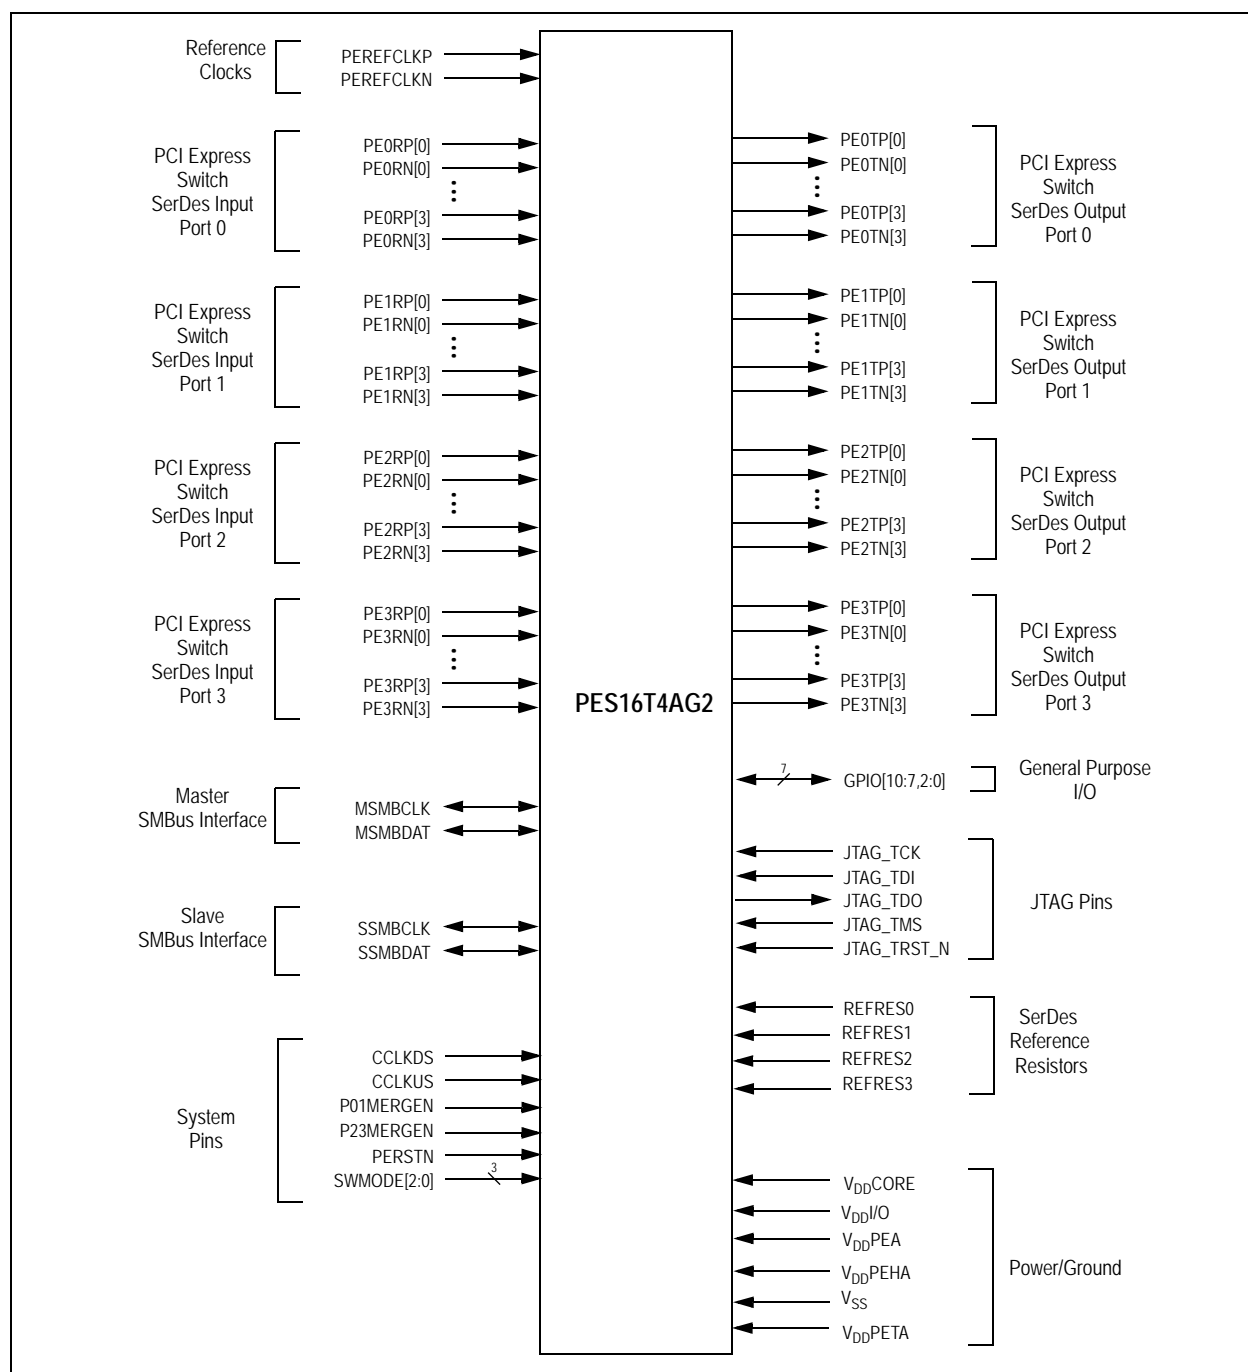 Reference
Clocks
PEREFCLKP
PEREFCLKN
PCI Express
Switch
SerDes Input
Port 0
PE0RP[0]
PE0RN[0]
PE0RP[3]
PE0RN[3]
PCI Express
Switch
SerDes Input
Port 1
PE1RP[0]
PE1RN[0]
PE1RP[3]
PE1RN[3]
PCI Express
Switch
SerDes Input
Port 2
PE2RP[0]
PE2RN[0]
PE2RP[3]
PE2RN[3]
PCI Express
Switch
SerDes Input
Port 3
PE3RP[0]
PE3RN[0]
PE3RP[3]
PE3RN[3]
Master
SMBus Interface
MSMBCLK
MSMBDAT
Slave
SMBus Interface
SSMBCLK
SSMBDAT
System
Pins
CCLKDS
CCLKUS
P01MERGEN
P23MERGEN
PERSTN
SWMODE[2:0]
3
PES16T4AG2
PE0TP[0]
PE0TN[0]
PE0TP[3]
PE0TN[3]
PCI Express
Switch
SerDes Output
Port 0
PE1TP[0]
PE1TN[0]
PE1TP[3]
PE1TN[3]
PCI Express
Switch
SerDes Output
Port 1
PE2TP[0]
PE2TN[0]
PE2TP[3]
PE2TN[3]
PCI Express
Switch
SerDes Output
Port 2
PE3TP[0]
PE3TN[0]
PE3TP[3]
PE3TN[3]
PCI Express
Switch
SerDes Output
Port 3
7
GPIO[10:7,2:0]
General Purpose
I/O
JTAG_TCK
JTAG_TDI
JTAG_TDO
JTAG_TMS
JTAG_TRST_N
JTAG Pins
REFRES0
REFRES1
REFRES2
REFRES3
SerDes
Reference
Resistors
VDDCORE
VDDI/O
VDDPEA
VDDPEHA
VSS
VDDPETA
Power/Ground